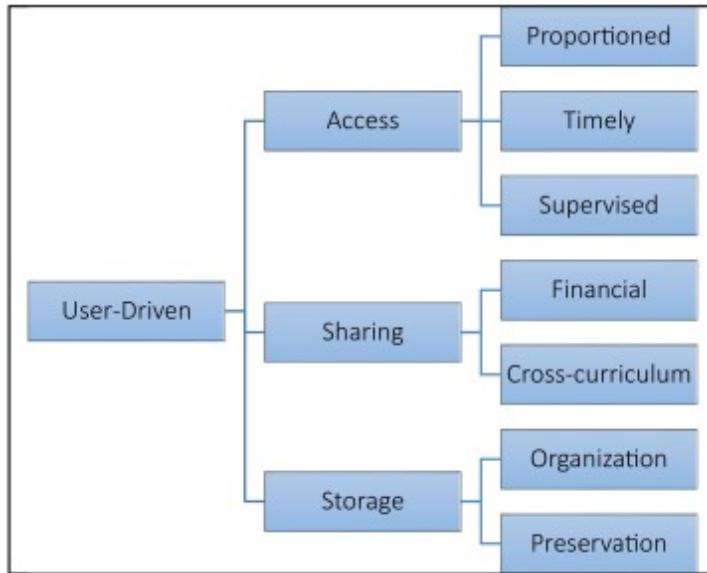 User-Driven
Access
Proportioned
Timely
Supervised
Sharing
Financial
Cross-curriculum
Storage
Organization
Preservation